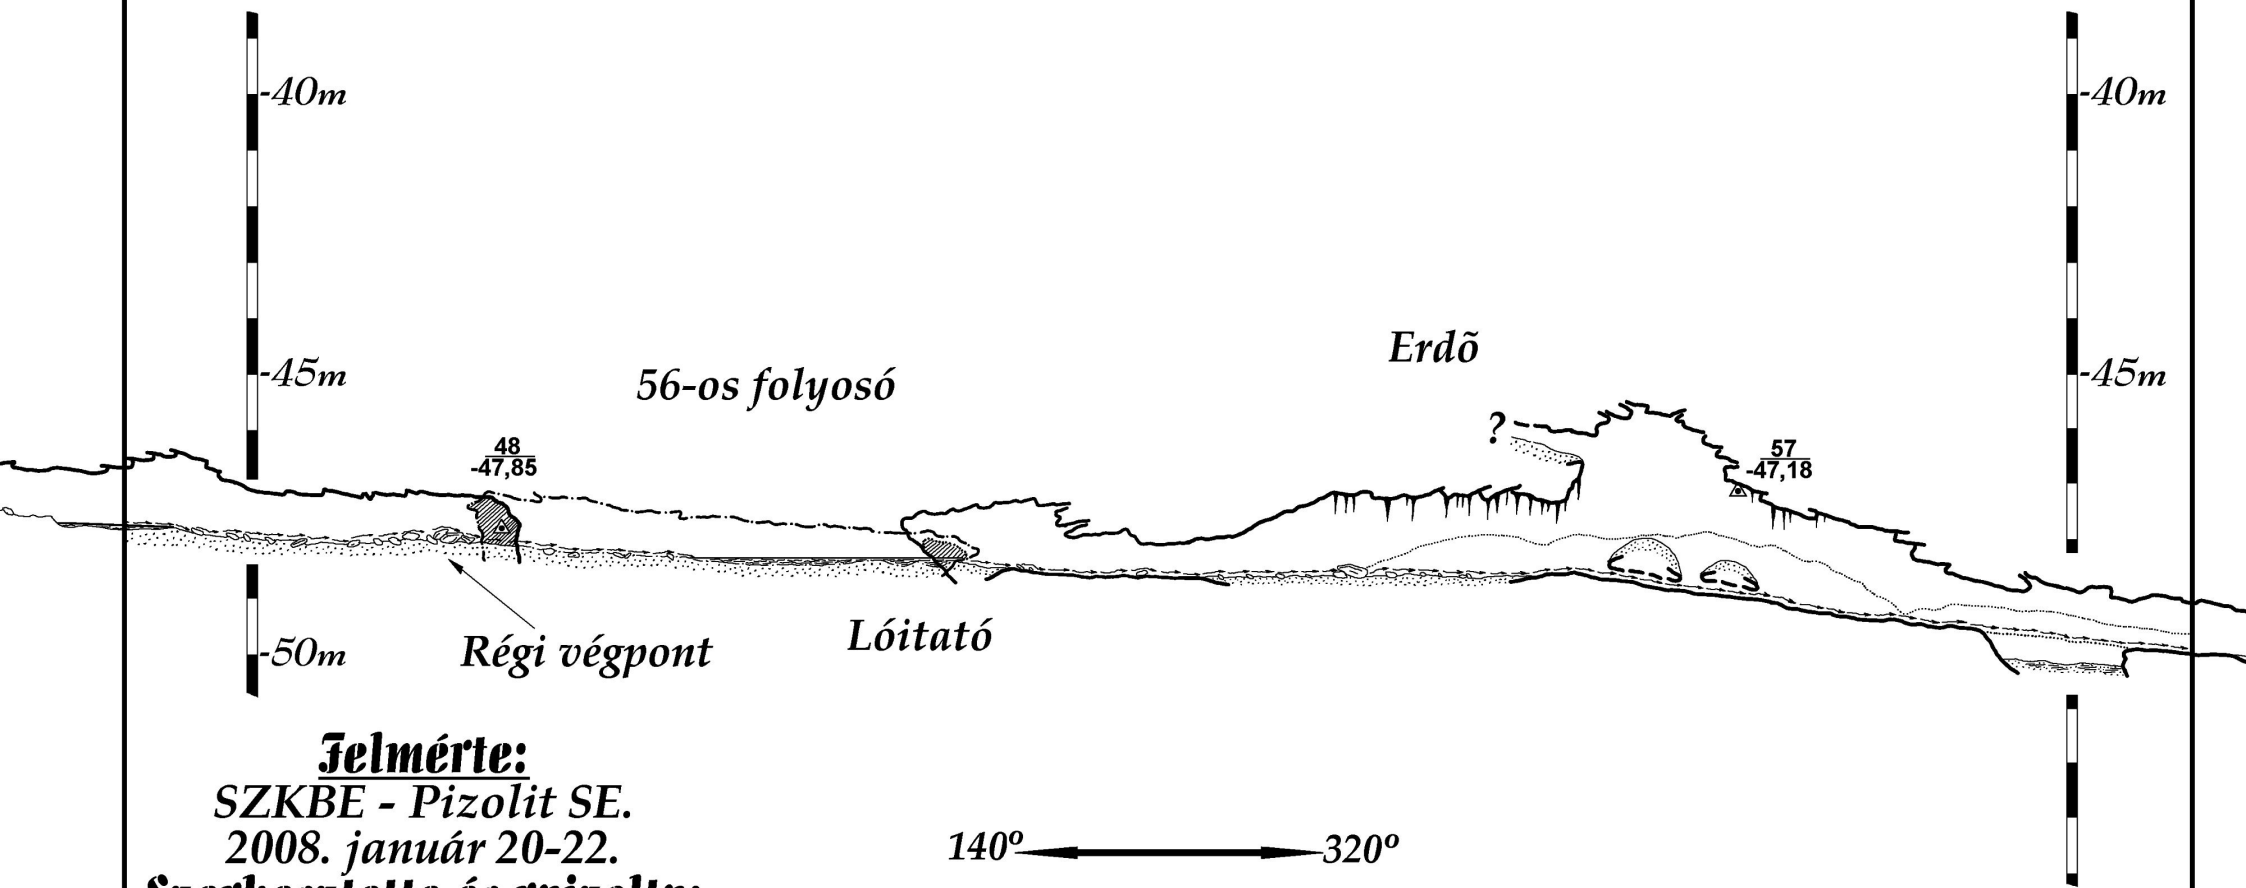 -40m
-40m
Erdõ
-45m
56-os folyosó
-45m
?
48
-47,85
57
-47,18
Régi végpont
Lóitató
-50m
Felmérte:
SZKBE - Pizolit SE.
2008. január 20-22.
140º
320º